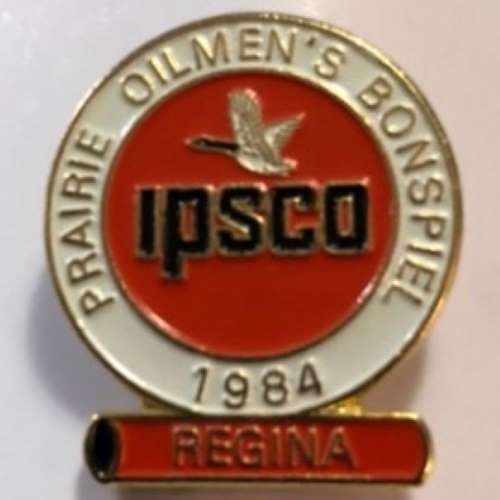 PRAIRIE OILMEN'S BONSPIEL
IPSCO
1984
REGINA